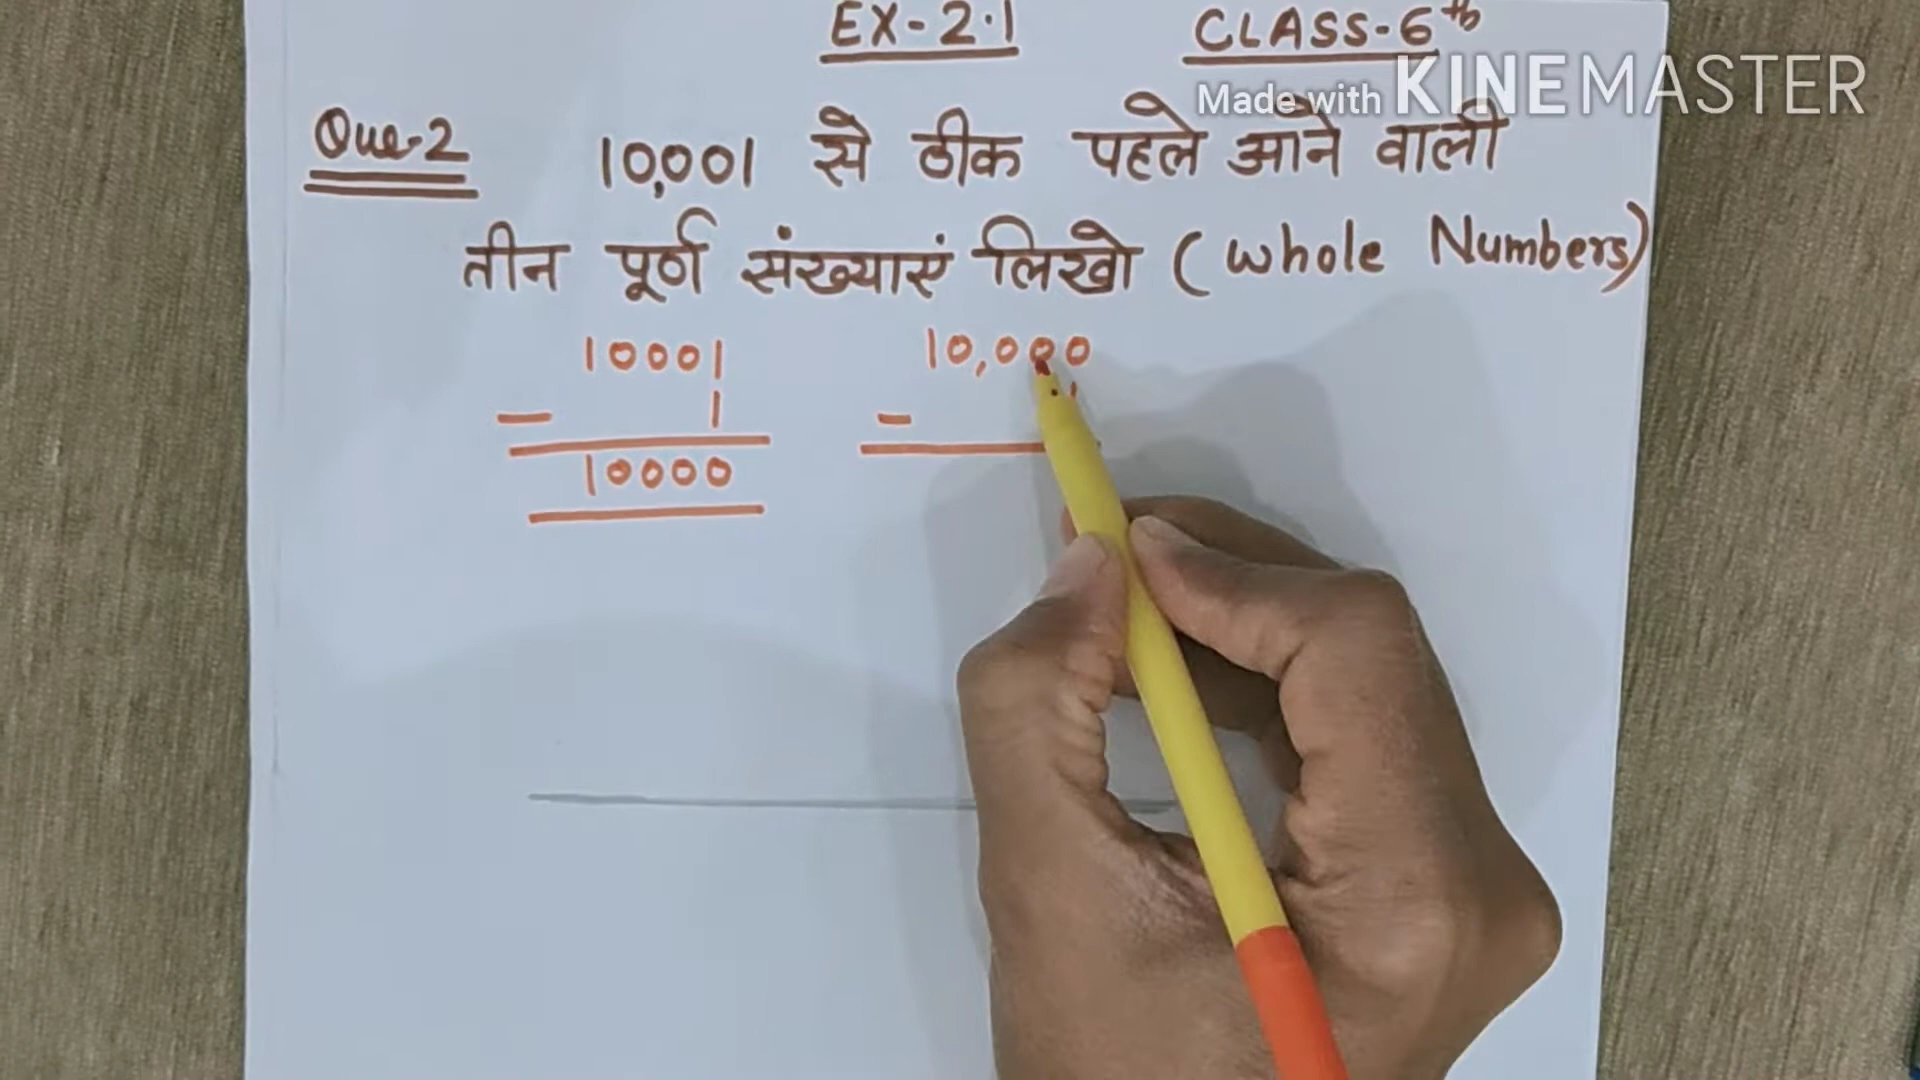 EX-2.1 CLASS-6th
Made with KINEMASTER
Que-2 10,001 से ठीक पहले आने वाली
तीन पूर्ण संख्याएं लिखो (Whole Numbers)
10001 10,000
- 1 - 1
10000